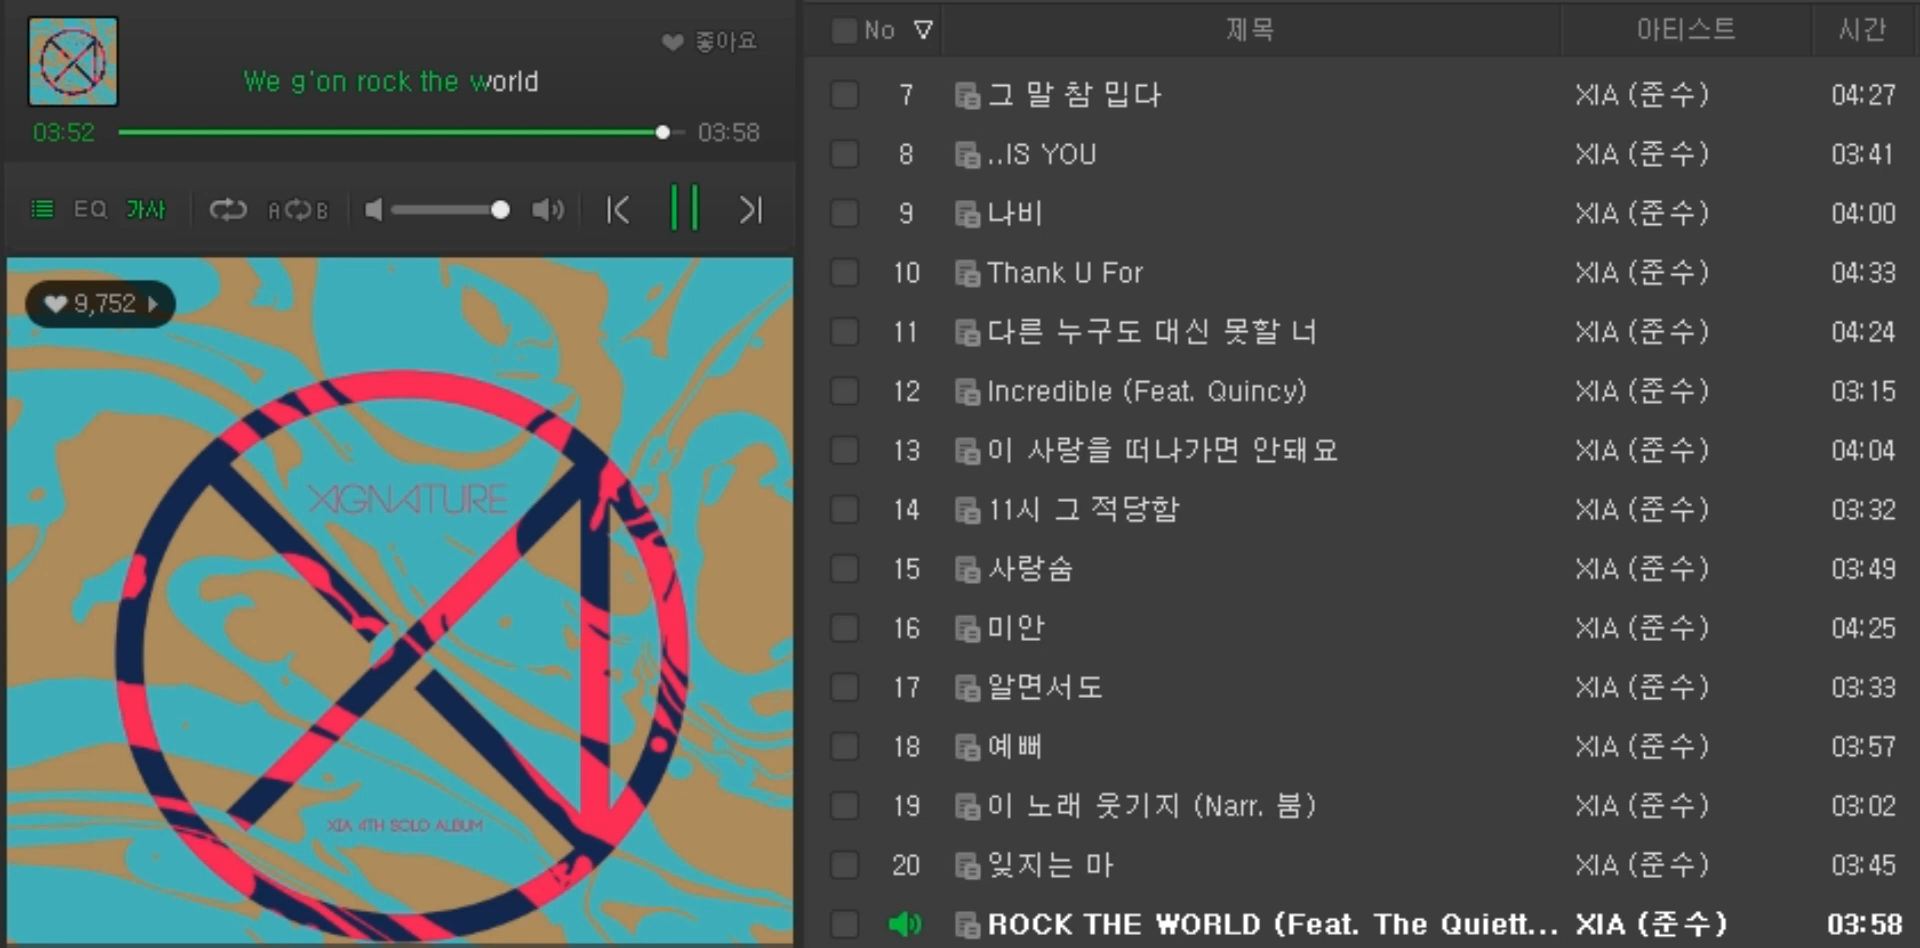 좋아요
We g'on rock the world
03:52 03:58
EQ 가사 A B
9,752
XIGNATURE
XIA 4TH SOLO ALBUM
No 제목 아티스트 시간
7 그 말 참 밉다 XIA (준수) 04:27
8 ..IS YOU XIA (준수) 03:41
9 나비 XIA (준수) 04:00
10 Thank U For XIA (준수) 04:33
11 다른 누구도 대신 못할 너 XIA (준수) 04:24
12 Incredible (Feat. Quincy) XIA (준수) 03:15
13 이 사랑을 떠나가면 안돼요 XIA (준수) 04:04
14 11시 그 적당함 XIA (준수) 03:32
15 사랑숨 XIA (준수) 03:49
16 미안 XIA (준수) 04:25
17 알면서도 XIA (준수) 03:33
18 예뻐 XIA (준수) 03:57
19 이 노래 웃기지 (Narr. 붐) XIA (준수) 03:02
20 잊지는 마 XIA (준수) 03:45
ROCK THE WORLD (Feat. The Quiett... XIA (준수) 03:58